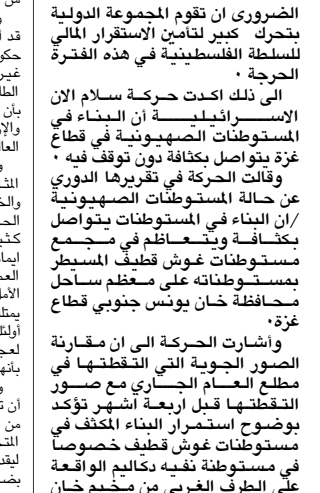 الضرورى ان تقوم المجموعة الدولية
بتحرك كبير لتأمين الاستقرار المالي
للسلطة الفلسطينية في هذه الفترة
الحرجة .
الى ذلك اكدت حركة سلام الان
الاسرائيلية أن البناء في
المستوطنات الصهيونية في قطاع
غزة يتواصل بكثافة دون توقف فيه .
وقالت الحركة في تقريرها الدوري
عن حالة المستوطنات الصهيونية
/ان البناء في المستوطنات يتواصل
بكثافة ويتعاظم في مجمع
مستوطنات غوش قطيف المسيطر
بمستوطناته على معظم ساحل
محافظة خان يونس جنوبي قطاع
غزة.
وأشارت الحركة الى ان مقارنة
الصور الجوية التي التقطتها في
مطلع العام الجاري مع صور
التقطتها قبل اربعة اشهر تؤكد
بوضوح استمرار البناء المكثف في
مستوطنات غوش قطيف خصوصا
في مستوطنة نفيه دكاليم الواقعة
على الطرف الغربي من مخيم خان